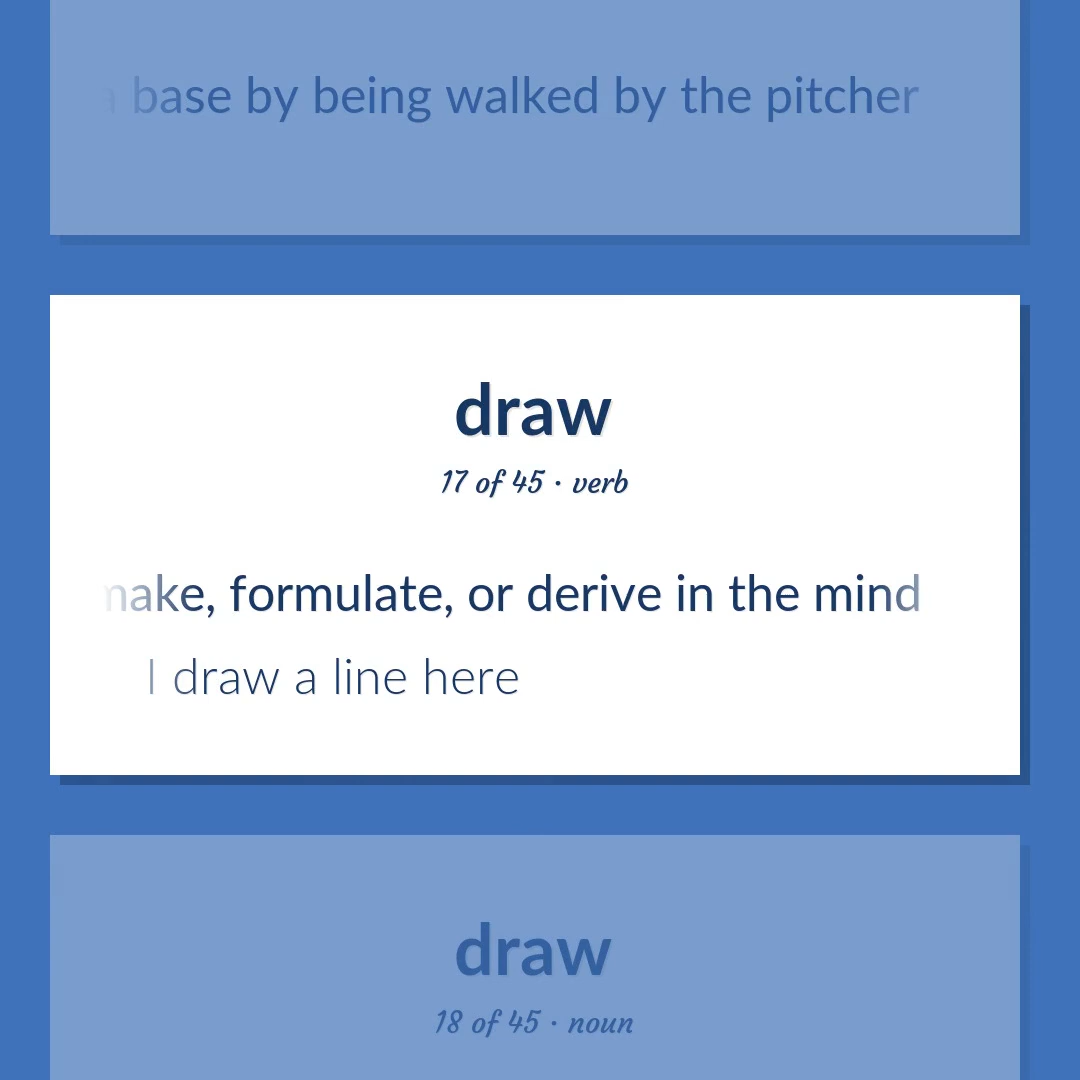 base by being walked by the pitcher
draw
17 of 45 · verb
make, formulate, or derive in the mind
I draw a line here
draw
18 of 45 · noun